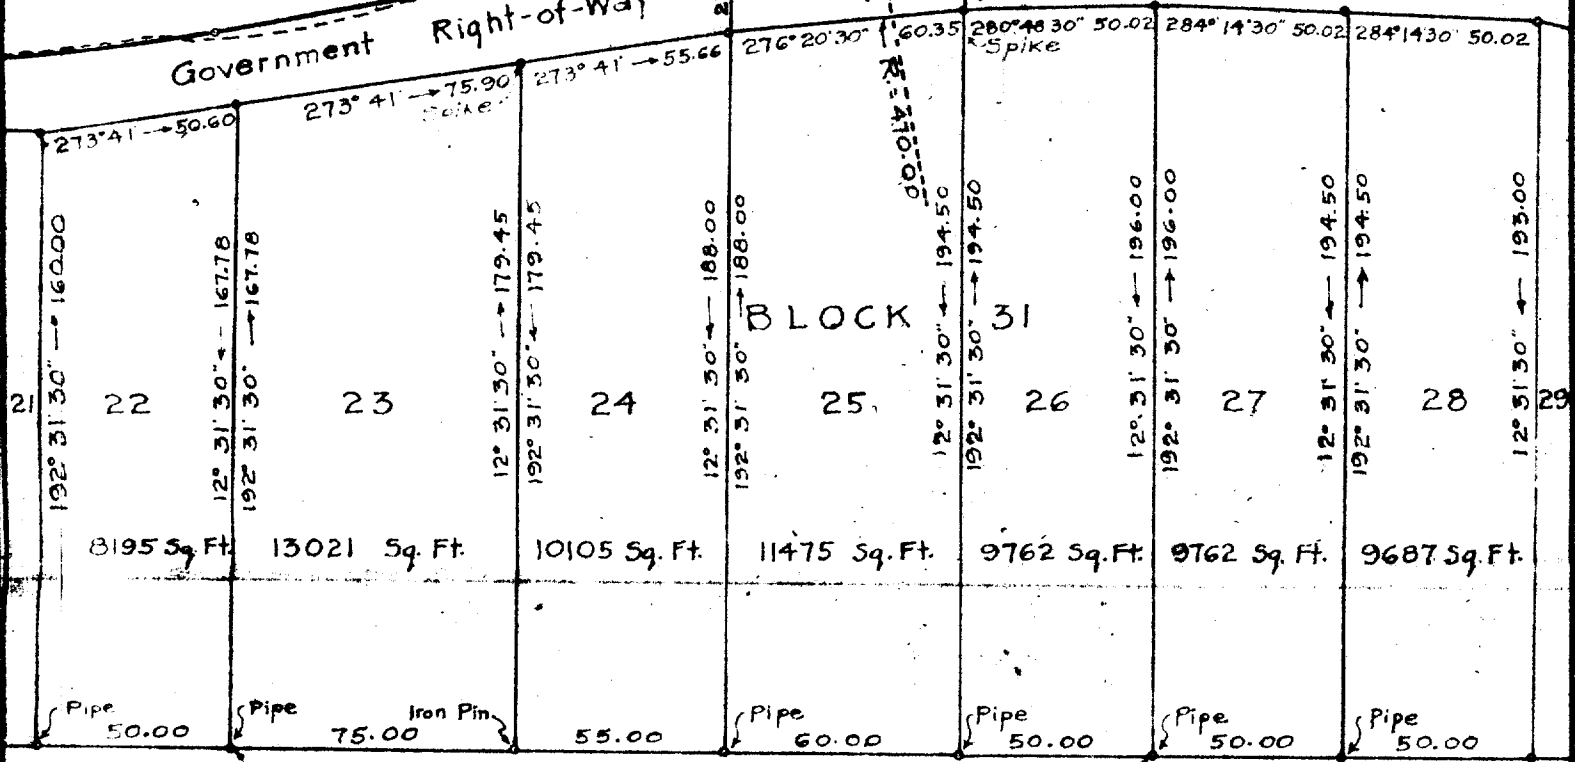 Government Right-of-Way
2
273° 41' → 50.60
273° 41' → 75.90
Spike
273° 41' → 55.66
276° 20' 30" 60.35
280° 48' 30" 50.02
Spike
284° 14' 30" 50.02
284° 14' 30" 50.02
R.=470.00
192° 31' 30" → 160.00
12° 31' 30" ← 167.78
192° 31' 30" → 167.78
12° 31' 30" → 179.45
192° 31' 30" ← 179.45
12° 31' 30" ← 188.00
192° 31' 30" → 188.00
12° 31' 30" ← 194.50
192° 31' 30" → 194.50
12° 31' 30" ← 196.00
192° 31' 30" → 196.00
12° 31' 30" ← 194.50
192° 31' 30" → 194.50
12° 31' 30" ← 193.00
BLOCK 31
21 22 23 24 25 26 27 28 29
8195 Sq. Ft. 13021 Sq. Ft. 10105 Sq. Ft. 11475 Sq. Ft. 9762 Sq. Ft. 9762 Sq. Ft. 9687 Sq. Ft.
Pipe Pipe Iron Pin Pipe Pipe Pipe Pipe
50.00 75.00 55.00 60.00 50.00 50.00 50.00